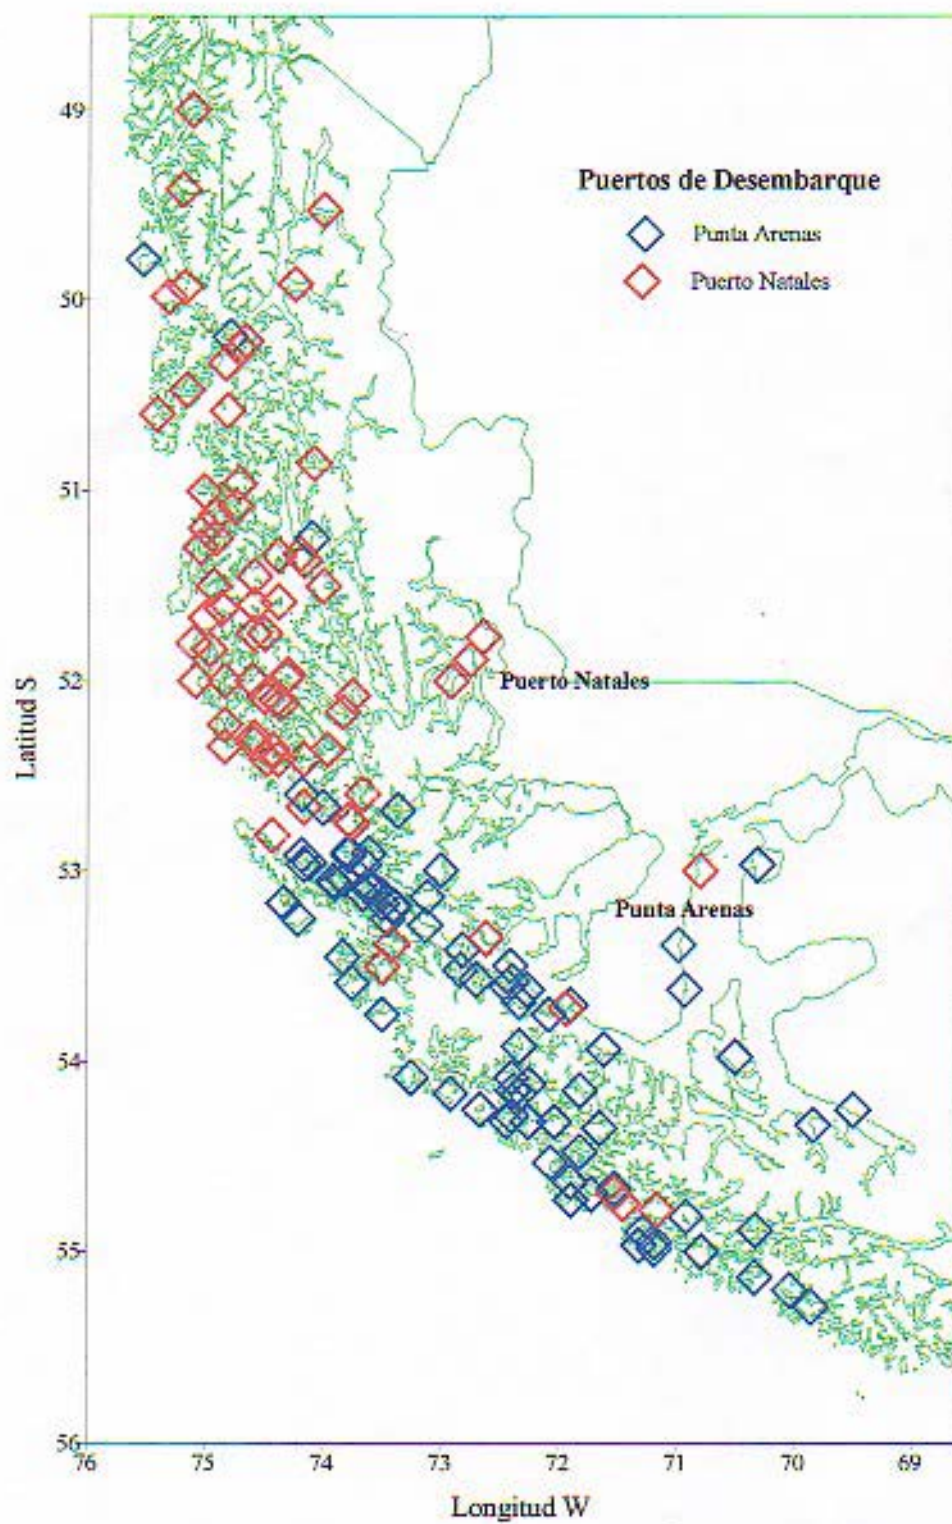 Puertos de Desembarque
Punta Arenas
Puerto Natales
49
50
51
52
53
54
55
56
Latitud S
Puerto Natales
Punta Arenas
76 75 74 73 72 71 70 69
Longitud W